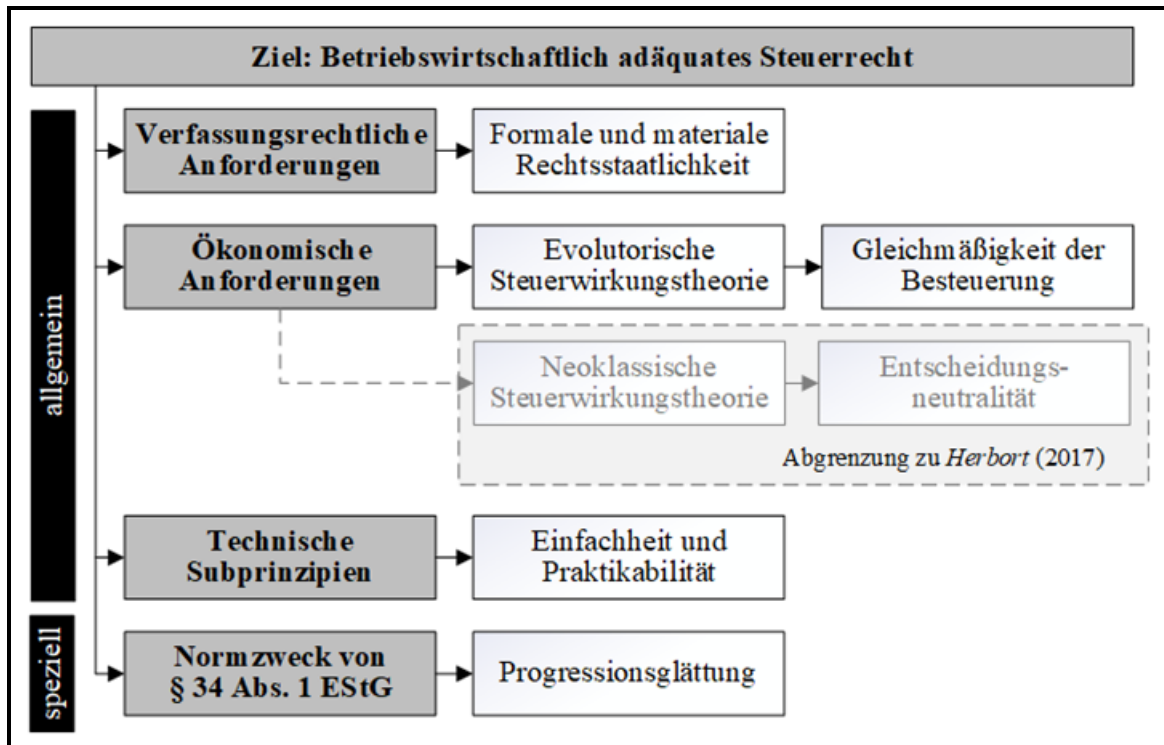 Ziel: Betriebswirtschaftlich adäquates Steuerrecht
allgemein
Verfassungsrechtliche
Anforderungen
Formale und materiale
Rechtsstaatlichkeit
Ökonomische
Anforderungen
Evolutorische
Steuerwirkungstheorie
Gleichmäßigkeit der
Besteuerung
Neoklassische
Steuerwirkungstheorie
Entscheidungs-
neutralität
Abgrenzung zu Herbort (2017)
Technische
Subprinzipien
Einfachheit und
Praktikabilität
speziell
Normzweck von
§ 34 Abs. 1 EStG
Progressionsglättung